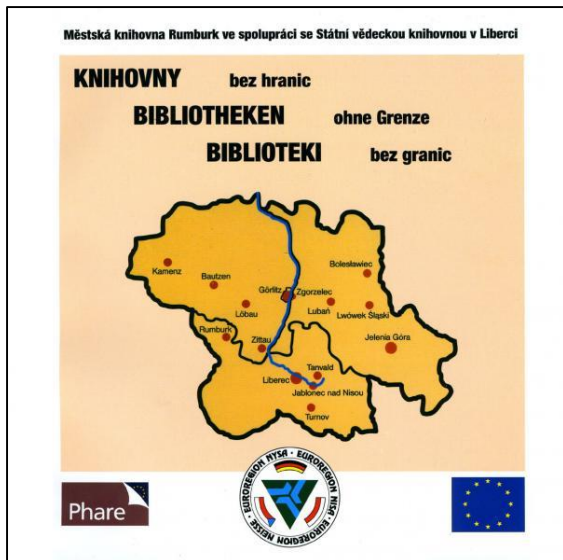 Městská knihovna Rumburk ve spolupráci se Státní vědeckou knihovnou v Liberci
KNIHOVNY bez hranic
BIBLIOTHEKEN ohne Grenze
BIBLIOTEKI bez granic
Bolesławiec
Kamenz
Bautzen
Görlitz
Zgorzelec
Löbau
Lubań
Lwówek Śląski
Rumburk
Zittau
Jelenia Góra
Liberec
Tanvald
Jablonec nad Nisou
Turnov
Phare
EUROREGION NYSA · EUROREGION NISA · EUROREGION NEISSE ·